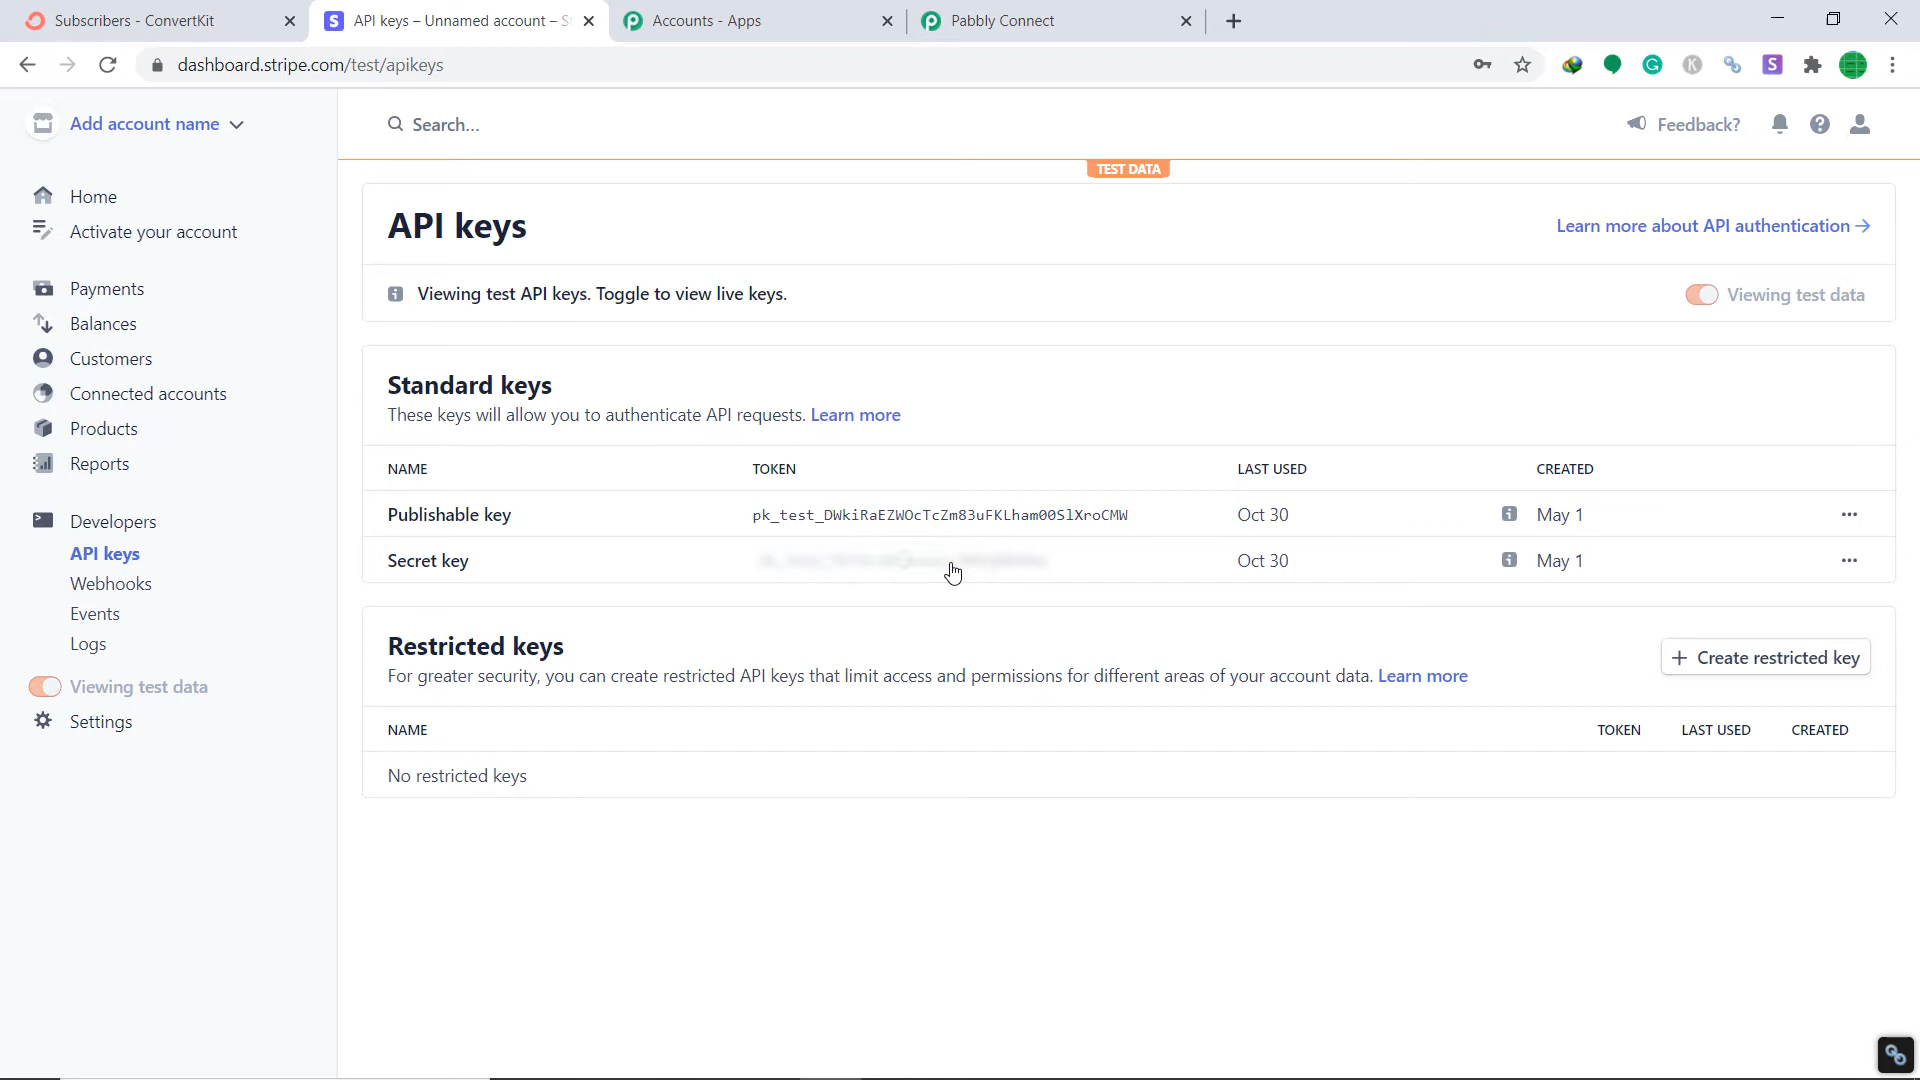 Subscribers - ConvertKit
API keys – Unnamed account – S
Accounts - Apps
Pabbly Connect
dashboard.stripe.com/test/apikeys
Add account name
Search...
Feedback?
TEST DATA
Home
Activate your account
Payments
Balances
Customers
Connected accounts
Products
Reports
Developers
API keys
Webhooks
Events
Logs
Viewing test data
Settings
API keys
Learn more about API authentication →
Viewing test API keys. Toggle to view live keys.
Viewing test data
Standard keys
These keys will allow you to authenticate API requests. Learn more
NAME TOKEN LAST USED CREATED
Publishable key pk_test_DWkiRaEZWOcTcZm83uFKLham00SlXroCMW Oct 30 May 1
Secret key Oct 30 May 1
Restricted keys
For greater security, you can create restricted API keys that limit access and permissions for different areas of your account data. Learn more
+ Create restricted key
NAME TOKEN LAST USED CREATED
No restricted keys